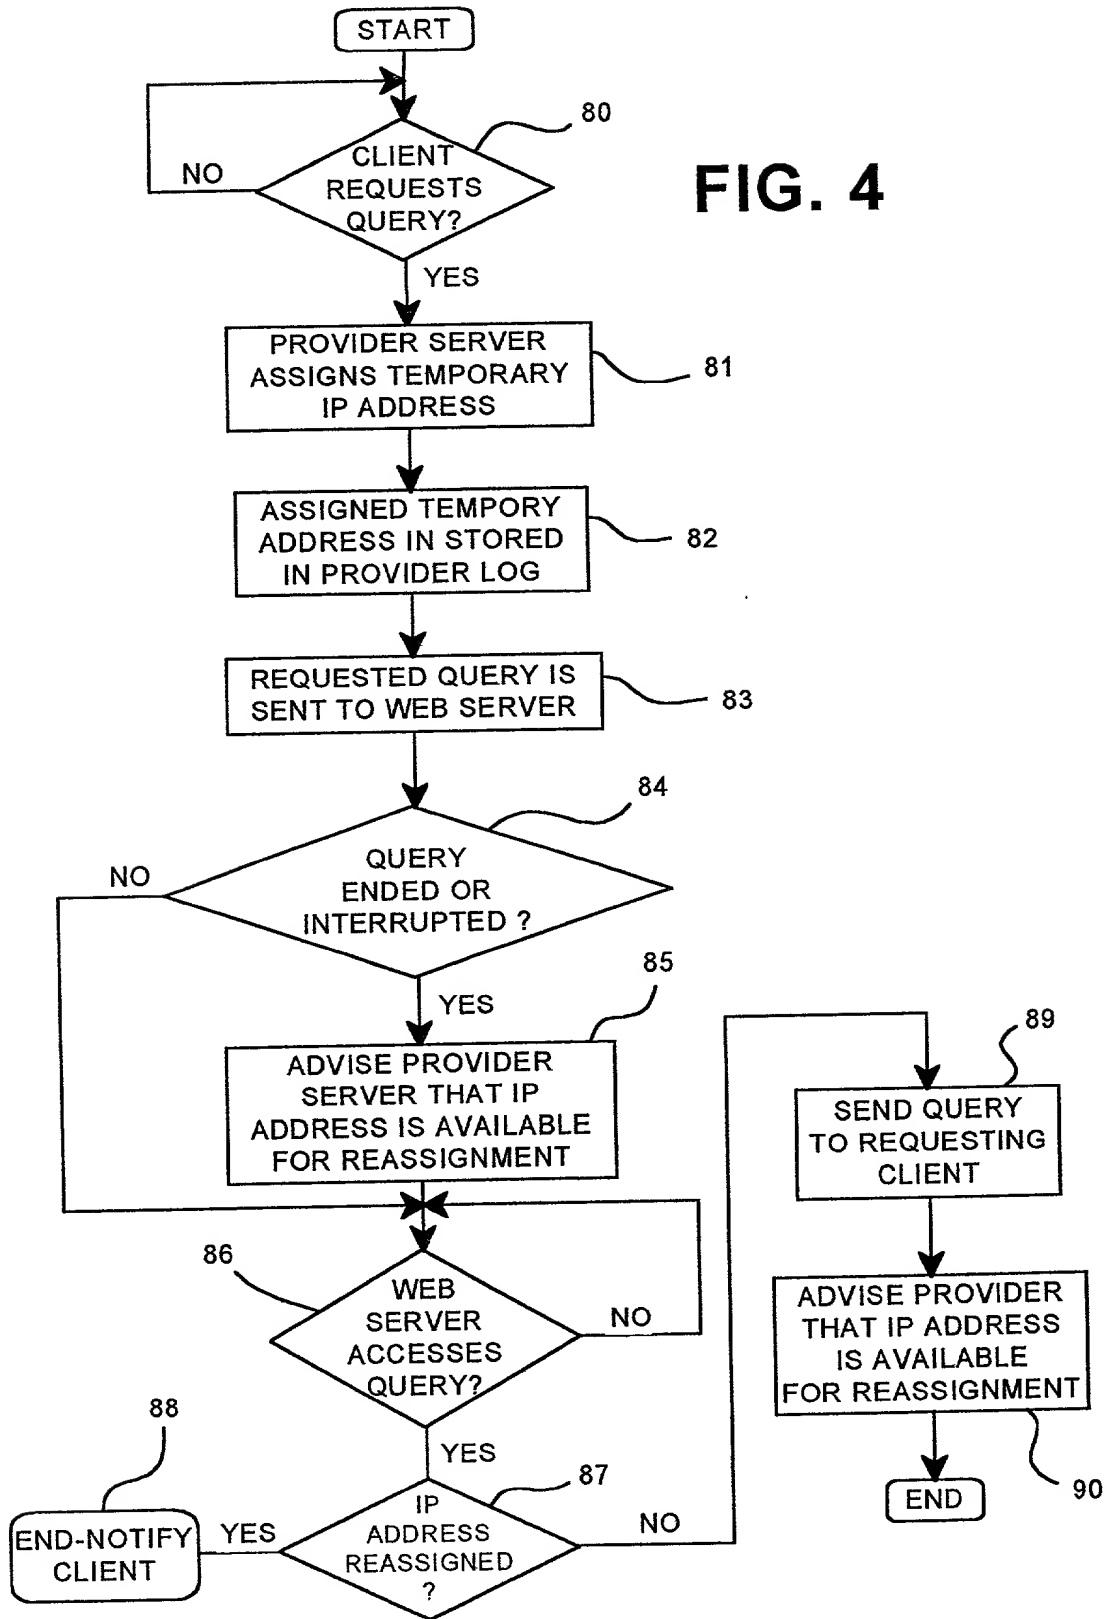 START
80
CLIENT
REQUESTS
QUERY?
NO
FIG. 4
YES
PROVIDER SERVER
ASSIGNS TEMPORARY
IP ADDRESS
81
ASSIGNED TEMPORY
ADDRESS IN STORED
IN PROVIDER LOG
82
REQUESTED QUERY IS
SENT TO WEB SERVER
83
84
QUERY
ENDED OR
INTERRUPTED ?
NO
YES
85
ADVISE PROVIDER
SERVER THAT IP
ADDRESS IS AVAILABLE
FOR REASSIGNMENT
86
WEB
SERVER
ACCESSES
QUERY?
NO
YES
87
IP
ADDRESS
REASSIGNED
?
YES
88
END-NOTIFY
CLIENT
NO
89
SEND QUERY
TO REQUESTING
CLIENT
ADVISE PROVIDER
THAT IP ADDRESS
IS AVAILABLE
FOR REASSIGNMENT
90
END